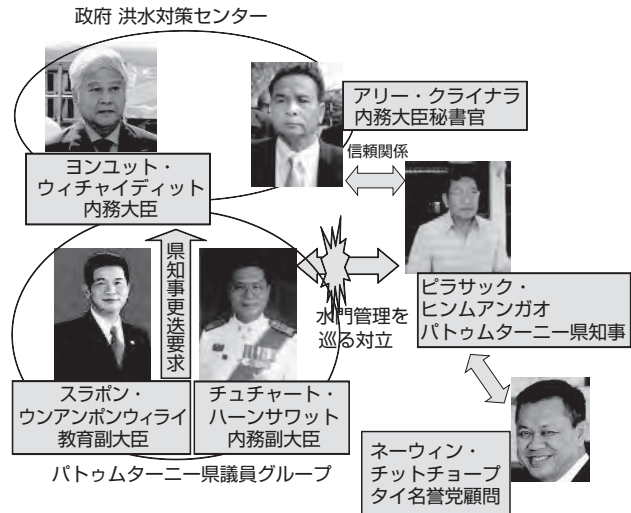 政府 洪水対策センター
アリー・クライナラ
内務大臣秘書官
信頼関係
ヨンユット・
ウィチャイディット
内務大臣
県知事更迭要求
水門管理を
巡る対立
ピラサック・
ヒンムアンガオ
パトゥムターニー県知事
スラポン・
ウンアンポンウィライ
教育副大臣
チュチャート・
ハーンサワット
内務副大臣
パトゥムターニー県議員グループ
ネーウィン・
チットチョープ
タイ名誉党顧問